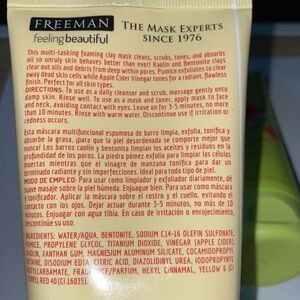 FREEMAN
feeling beautiful
THE MASK EXPERTS
SINCE 1976
This multi-tasking foaming clay mask cleans, scrubs, tones, and absorbs
oil so unruly skin behaves better than ever! Kaolin and Bentonite clays
clear out oils and debris from deep within pores. Pumice exfoliates to clear
away dead skin cells while Apple Cider Vinegar tones for a radiant, flawless
finish. Perfect for all skin types.
DIRECTIONS: To use as a daily cleanser and scrub, massage gently onto
damp skin. Rinse well. To use as a mask and toner, apply mask to face
and neck, avoiding contact with eyes. Leave on for 3-5 minutes, no more
than 10 minutes. Rinse with warm water. Discontinue use if irritation or
redness occurs.
Esta máscara multifuncional espumosa de barro limpia, exfolia, tonifica y
absorbe la grasa, ¡para que la piel desordenada se comporte mejor que
nunca! Los barros caolín y bentonita limpian los aceites y residuos en la
profundidad de los poros. La piedra pómez exfolia para limpiar las células
muertas mientras que el vinagre de manzana tonifica para dar un
terminado radiante y sin imperfecciones. Ideal para todo tipo de piel.
MODO DE EMPLEO: Para usar como limpiador y exfoliador diariamente, dé
suave masaje sobre la piel húmeda. Enjuague bien. Para usar como máscara
y tonificador: Aplicar la máscara sobre el rostro y el cuello, evitando el
contacto con los ojos. Dejar actuar durante 3-5 minutos, no más de 10
minutos. Enjuagar con agua tibia. En caso de irritación o enrojecimiento,
descontinúe su uso.
INGREDIENTS: WATER/AQUA, BENTONITE, SODIUM C14-16 OLEFIN SULFONATE,
PUMICE, PROPYLENE GLYCOL, TITANIUM DIOXIDE, VINEGAR (APPLE CIDER),
KAOLIN, XANTHAN GUM, MAGNESIUM ALUMINUM SILICATE, COCAMIDOPROPYL
BETAINE, DISODIUM EDTA, CITRIC ACID, DIAZOLIDINYL UREA, IODOPROPYNYL
BUTYLCARBAMATE, FRAGRANCE/PARFUM, HEXYL CINNAMAL, YELLOW 6 (CI
RED 40 (CI 16035).